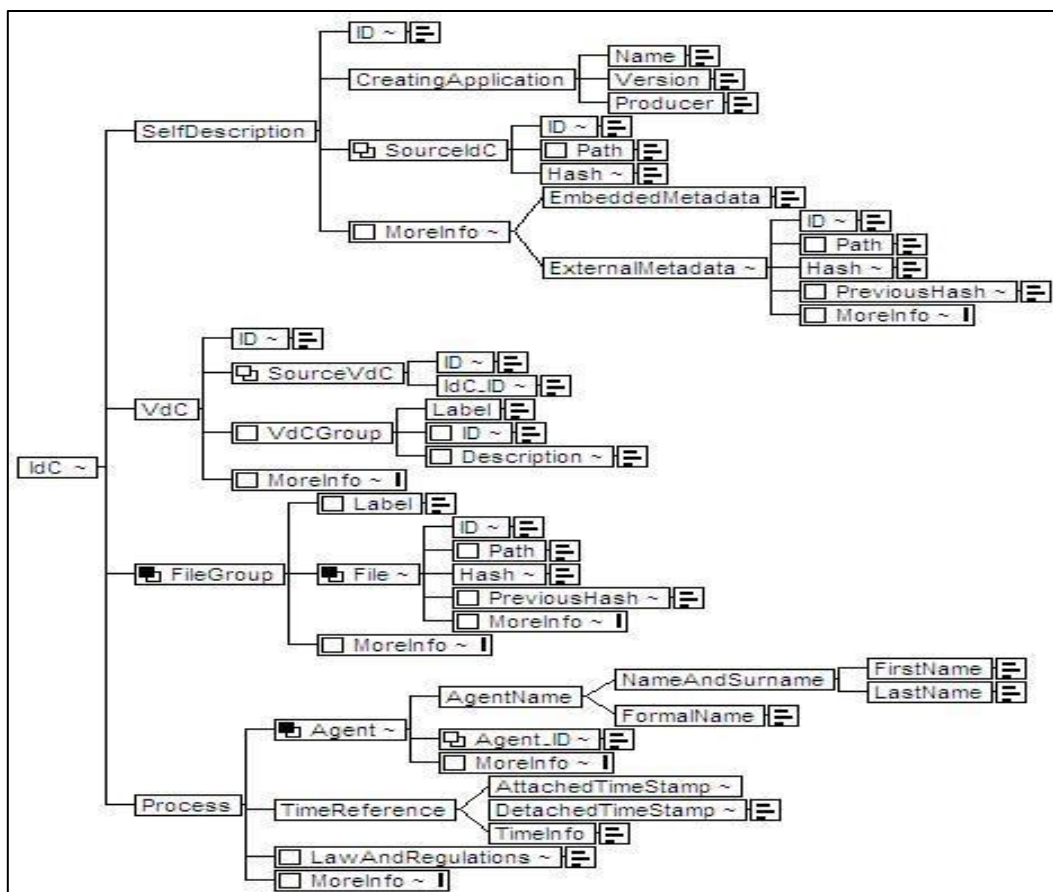 ID ~
CreatingApplication
Name
Version
Producer
SelfDescription
SourceIdC
ID ~
Path
Hash ~
MoreInfo ~
EmbeddedMetadata
ExternalMetadata ~
ID ~
Path
Hash ~
PreviousHash ~
MoreInfo ~
IdC ~
VdC
ID ~
SourceVdC
ID ~
IdC_ID ~
VdCGroup
Label
ID ~
Description ~
MoreInfo ~
FileGroup
Label
File ~
ID ~
Path
Hash ~
PreviousHash ~
MoreInfo ~
MoreInfo ~
Process
Agent ~
AgentName
NameAndSurname
FirstName
LastName
FormalName
Agent_ID ~
MoreInfo ~
TimeReference
AttachedTimeStamp ~
DetachedTimeStamp ~
TimeInfo
LawAndRegulations ~
MoreInfo ~